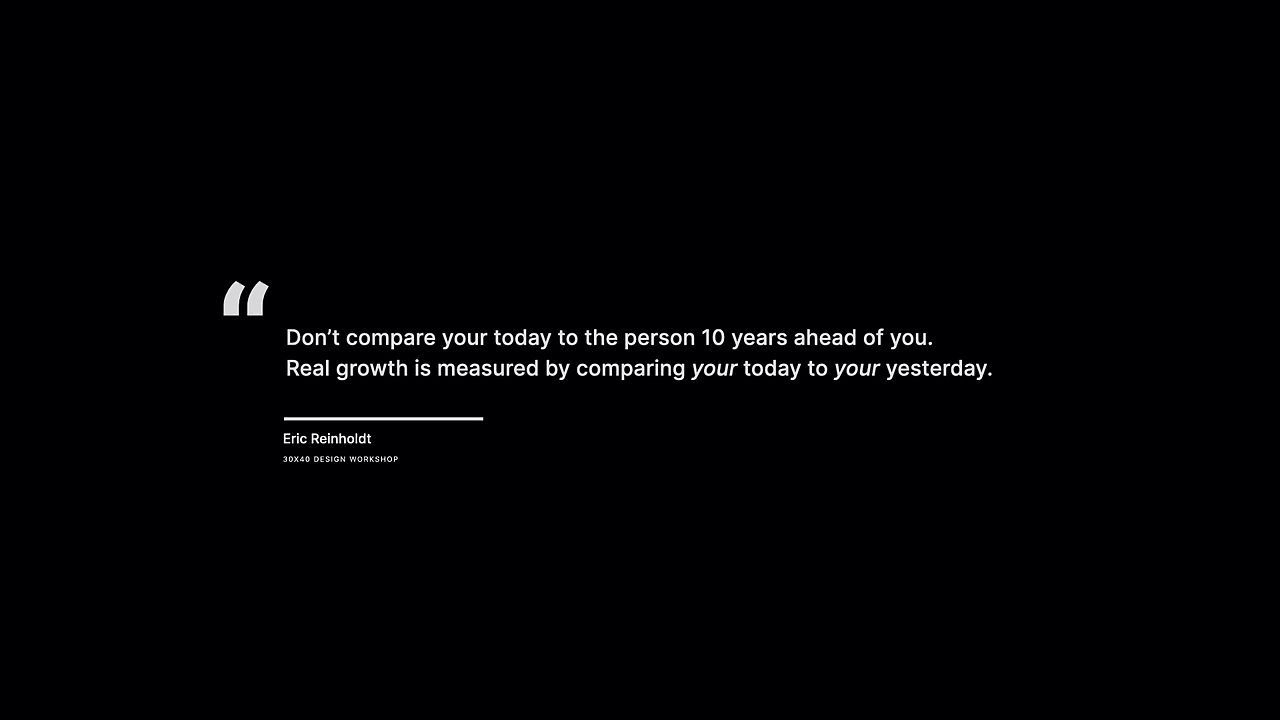 “
Don’t compare your today to the person 10 years ahead of you.
Real growth is measured by comparing your today to your yesterday.
Eric Reinholdt
30X40 DESIGN WORKSHOP